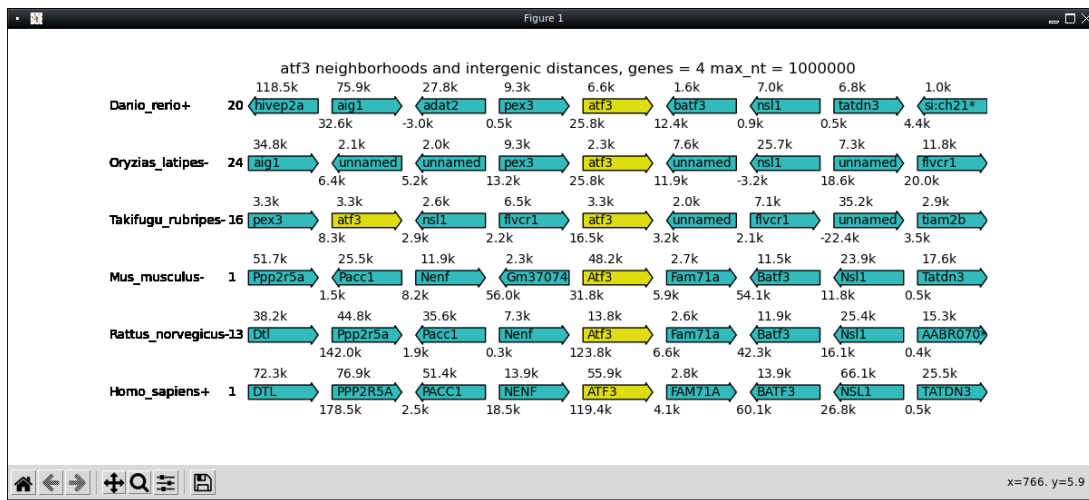 Figure 1
atf3 neighborhoods and intergenic distances, genes = 4 max_nt = 1000000
118.5k 75.9k 27.8k 9.3k 6.6k 1.6k 7.0k 6.8k 1.0k
Danio_rerio+ 20 hivep2a aig1 adat2 pex3 atf3 batf3 nsl1 tatdn3 si:ch21*
32.6k -3.0k 0.5k 25.8k 12.4k 0.9k 0.5k 4.4k
34.8k 2.1k 2.0k 9.3k 2.3k 7.6k 25.7k 7.3k 11.8k
Oryzias_latipes- 24 aig1 unnamed unnamed pex3 atf3 unnamed nsl1 unnamed flvcr1
6.4k 5.2k 13.2k 25.8k 11.9k -3.2k 18.6k 20.0k
3.3k 3.3k 2.6k 6.5k 3.3k 2.0k 7.1k 35.2k 2.9k
Takifugu_rubripes- 16 pex3 atf3 nsl1 flvcr1 atf3 unnamed flvcr1 unnamed tiam2b
8.3k 2.9k 2.2k 16.5k 3.2k 2.1k -22.4k 3.5k
51.7k 25.5k 11.9k 2.3k 48.2k 2.7k 11.5k 23.9k 17.6k
Mus_musculus- 1 Ppp2r5a Pacc1 Nenf Gm37074 Atf3 Fam71a Batf3 Nsl1 Tatdn3
1.5k 8.2k 56.0k 31.8k 5.9k 54.1k 11.8k 0.5k
38.2k 44.8k 35.6k 7.3k 13.8k 2.6k 11.9k 25.4k 15.3k
Rattus_norvegicus- 13 Dtl Ppp2r5a Pacc1 Nenf Atf3 Fam71a Batf3 Nsl1 AABR070*
142.0k 1.9k 0.3k 123.8k 6.6k 42.3k 16.1k 0.4k
72.3k 76.9k 51.4k 13.9k 55.9k 2.8k 13.9k 66.1k 25.5k
Homo_sapiens+ 1 DTL PPP2R5A PACC1 NENF ATF3 FAM71A BATF3 NSL1 TATDN3
178.5k 2.5k 18.5k 119.4k 4.1k 60.1k 26.8k 0.5k
x=766. y=5.9